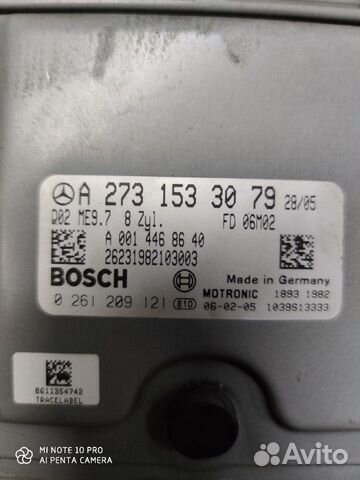 A 273 153 30 79 28/05
Q02 ME9.7 8 Zyl. FD 06M02
A 001 446 86 40
26231982103003
BOSCH
Made in Germany
MOTRONIC 1893 1982
0 261 209 121 810 06-02-05 1039S13333
8611354742
TRACELABEL
MI NOTE 10 PRO
AI PENTA CAMERA
Avito